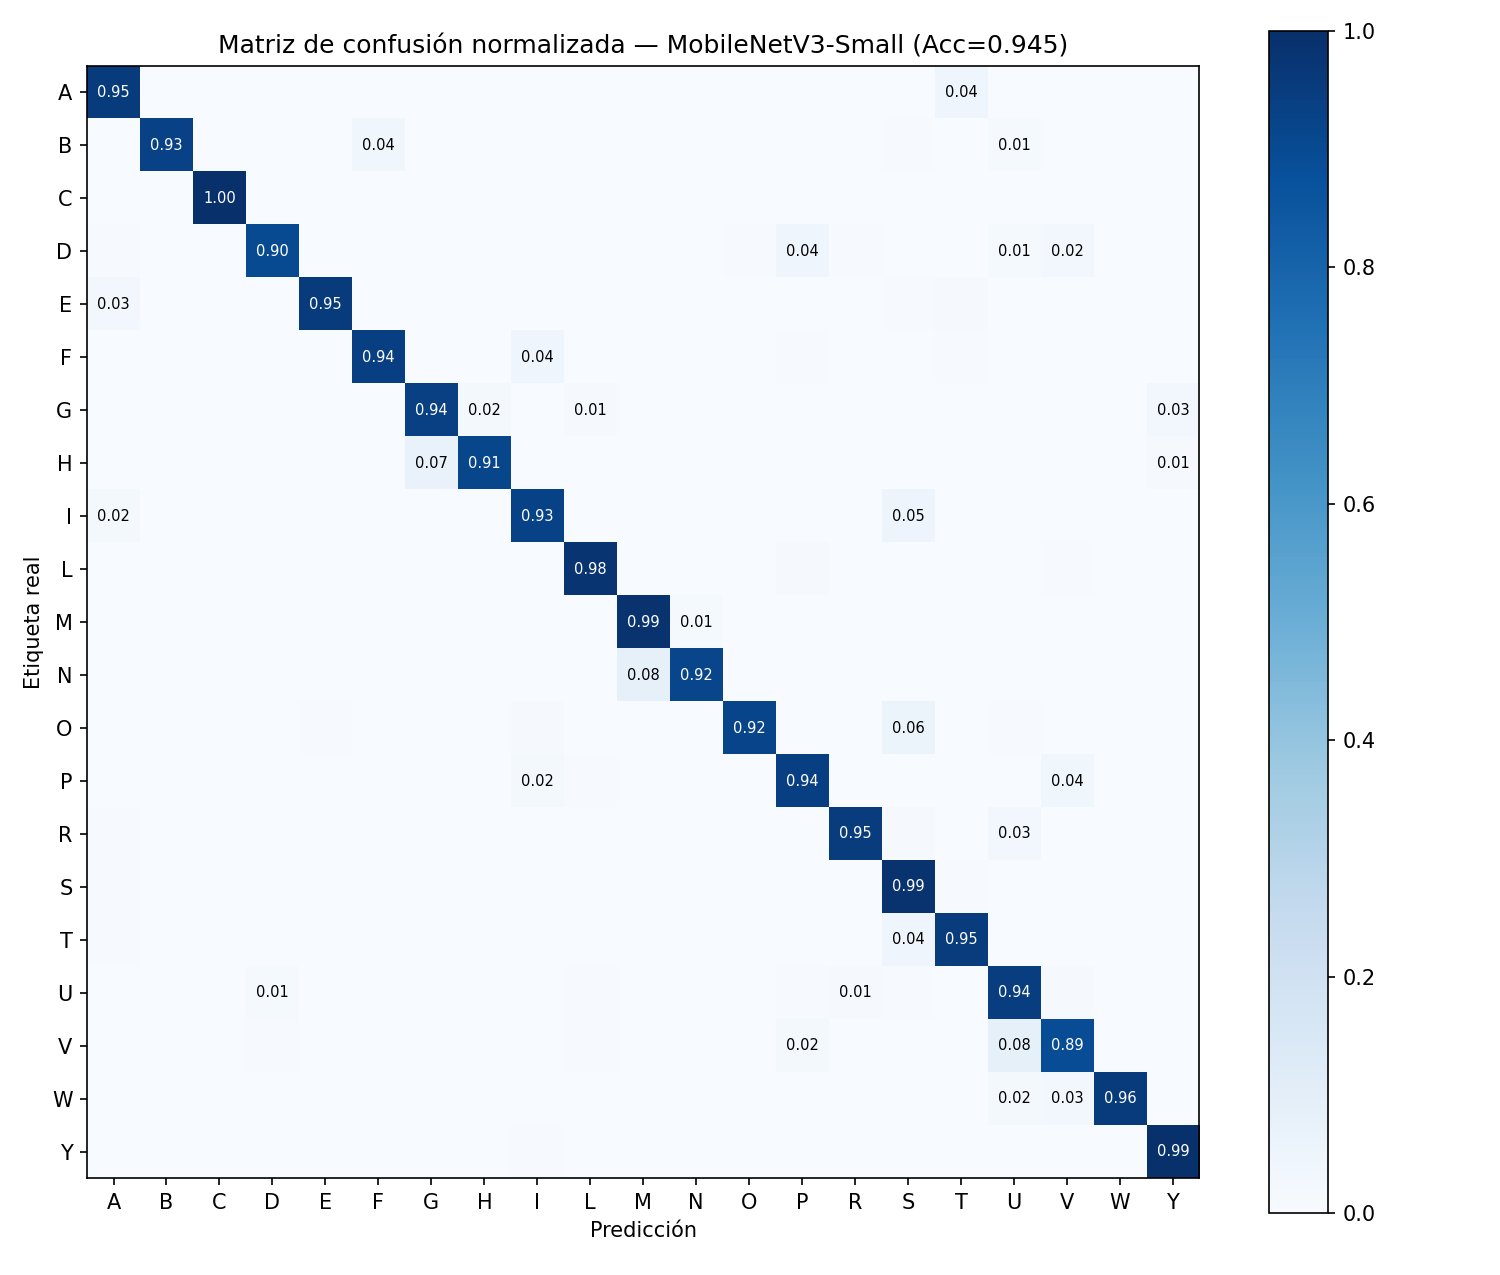 Matriz de confusión normalizada — MobileNetV3-Small (Acc=0.945)
1.0
A 0.95 0.04
B 0.93 0.04 0.01
C 1.00
D 0.90 0.04 0.01 0.02
0.8
E 0.03 0.95
F 0.94 0.04
G 0.94 0.02 0.01 0.03
H 0.07 0.91 0.01
I 0.02 0.93 0.05
0.6
L 0.98
Etiqueta real
M 0.99 0.01
N 0.08 0.92
O 0.92 0.06
0.4
P 0.02 0.94 0.04
R 0.95 0.03
S 0.99
T 0.04 0.95
0.2
U 0.01 0.01 0.94
V 0.02 0.08 0.89
W 0.02 0.03 0.96
Y 0.99
0.0
A B C D E F G H I L M N O P R S T U V W Y
Predicción